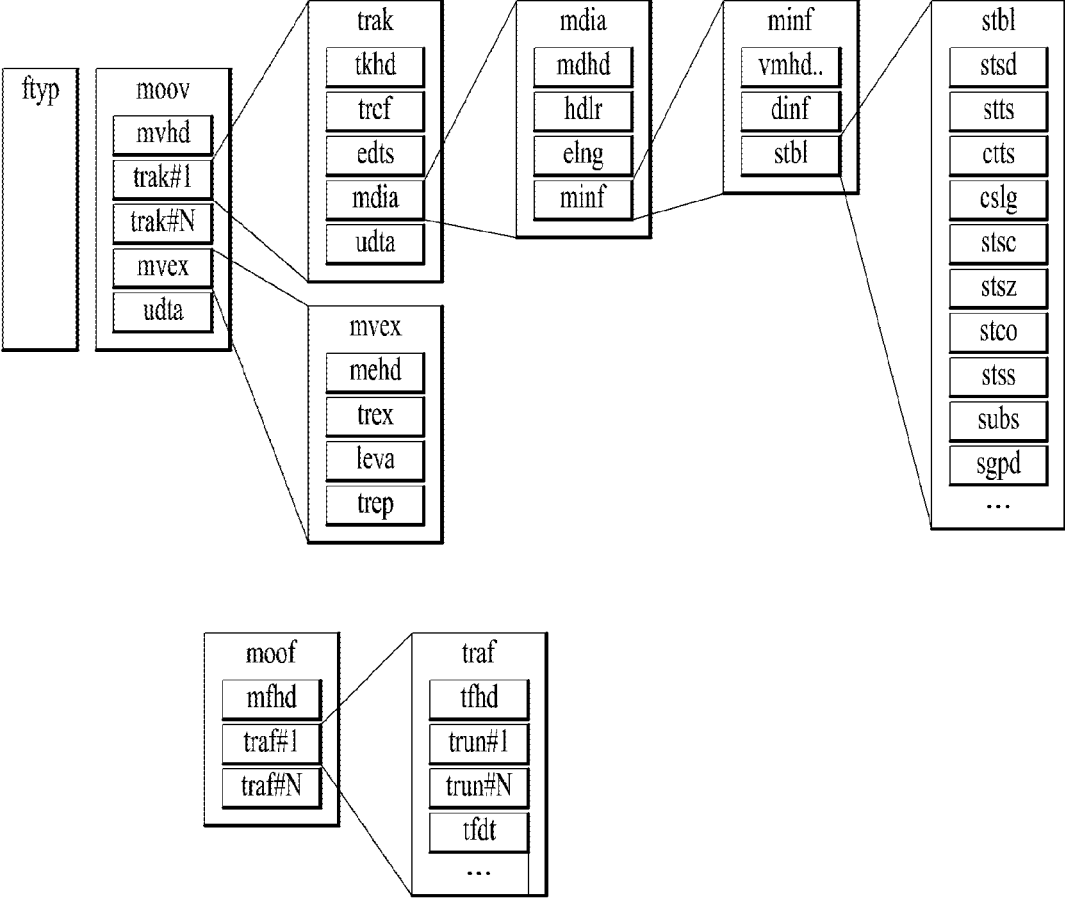 ftyp
moov
mvhd
trak#1
trak#N
mvex
udta
trak
tkhd
trcf
edts
mdia
udta
mvex
mehd
trex
leva
trep
mdia
mdhd
hdlr
elng
minf
minf
vmhd..
dinf
stbl
stbl
stsd
stts
ctts
cslg
stsc
stsz
stco
stss
subs
sgpd
...
moof
mfhd
traf#1
traf#N
traf
tfhd
trun#1
trun#N
tfdt
...